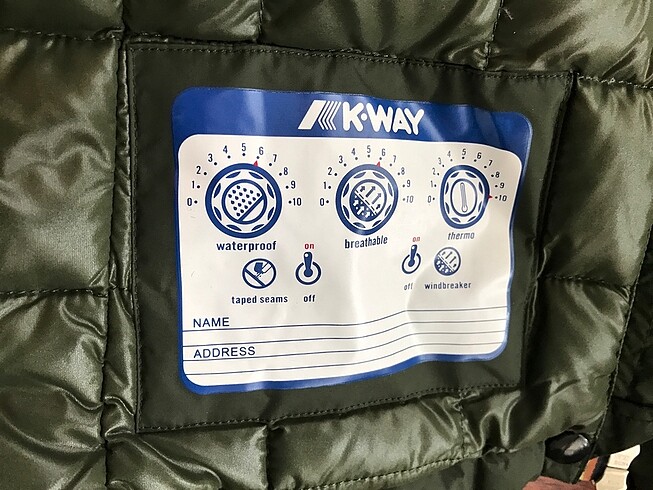 K·WAY
0 1 2 3 4 5 6 7 8 9 10
0 1 2 3 4 5 6 7 8 9 10
0 1 2 3 4 5 6 7 8 9 10
waterproof
breathable
thermo
on
on
taped seams
off
off
windbreaker
NAME
ADDRESS